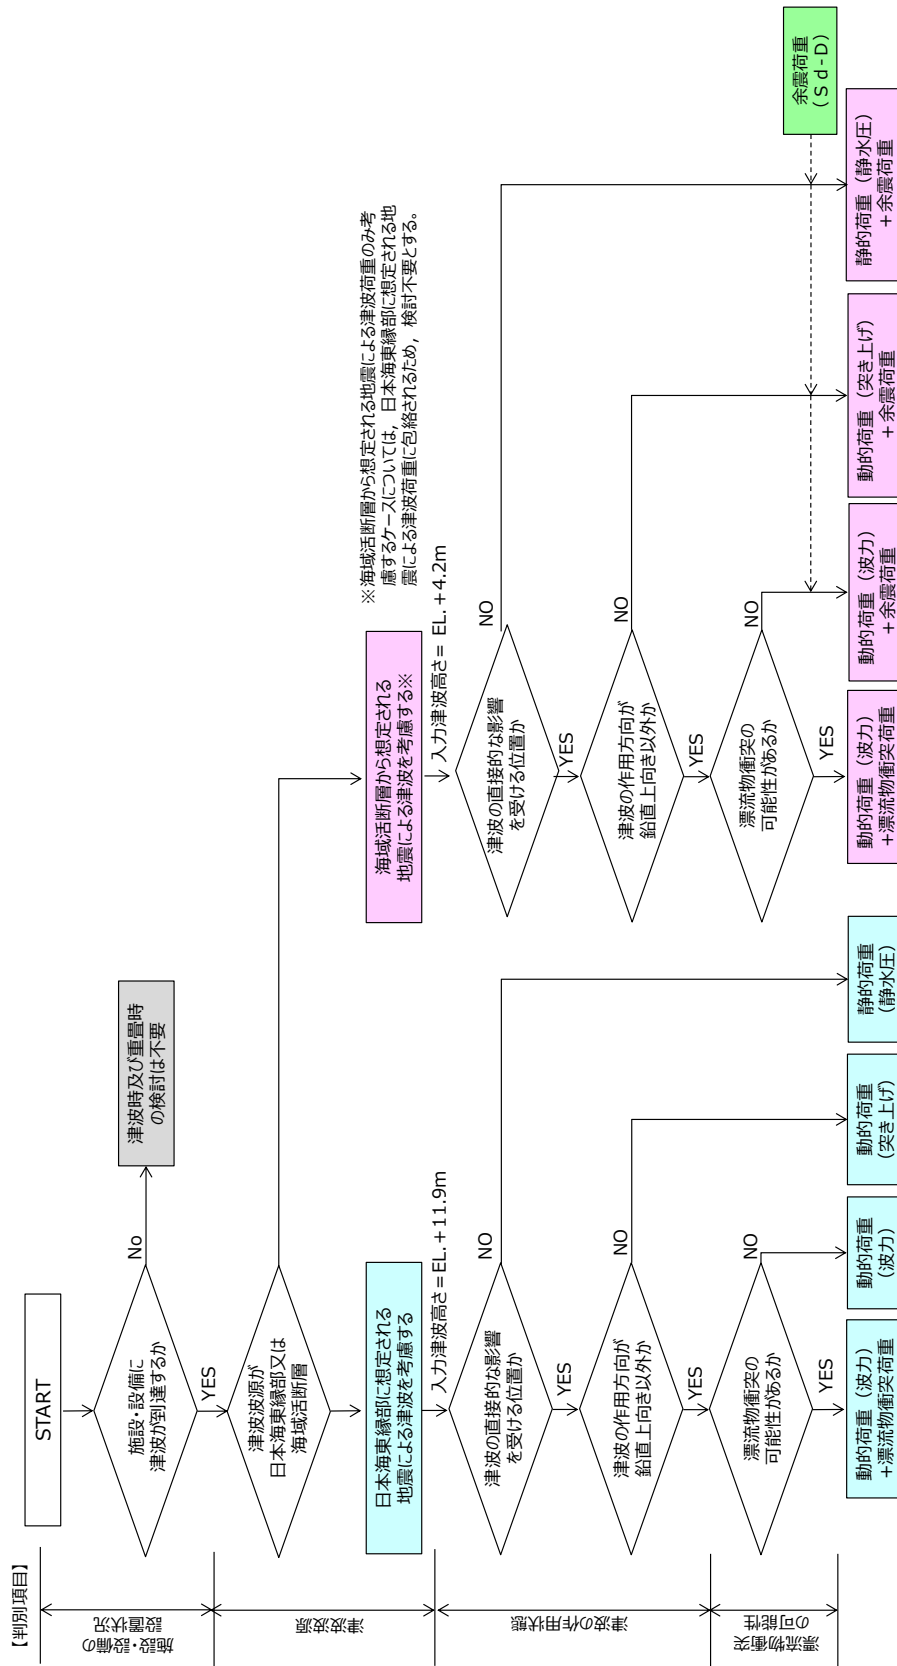 【判別項目】
施設・設備の
設置状況
津波波源
津波の作用状態
漂流物衝突
の可能性
START
施設・設備に
津波が到達するか
No
津波時及び重畳時
の検討は不要
YES
津波波源が
日本海東縁部又は
海域活断層
日本海東縁部に想定される
地震による津波を考慮する
入力津波高さ=EL.+11.9m
津波の直接的な影響
を受ける位置か
NO
YES
津波の作用方向が
鉛直上向き以外か
NO
YES
漂流物衝突の
可能性があるか
NO
YES
動的荷重(波力)
+漂流物衝突荷重
動的荷重
(波力)
動的荷重
(突き上げ)
静的荷重
(静水圧)
海域活断層から想定される
地震による津波を考慮する※
※海域活断層から想定される地震による津波荷重のみ考
慮するケースについては,日本海東縁部に想定される地
震による津波荷重に包絡されるため,検討不要とする。
入力津波高さ= EL.+4.2m
津波の直接的な影響
を受ける位置か
NO
YES
津波の作用方向が
鉛直上向き以外か
NO
YES
漂流物衝突の
可能性があるか
NO
YES
余震荷重
(Sd-D)
動的荷重(波力)
+漂流物衝突荷重
動的荷重(波力)
+余震荷重
動的荷重(突き上げ)
+余震荷重
静的荷重(静水圧)
+余震荷重